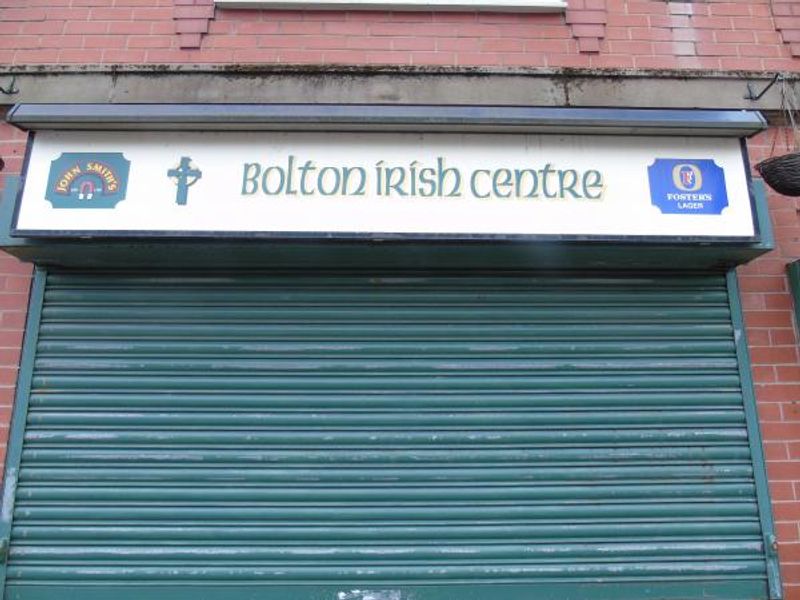 JOHN SMITH'S
Bolton irish centre
F
FOSTER'S
LAGER